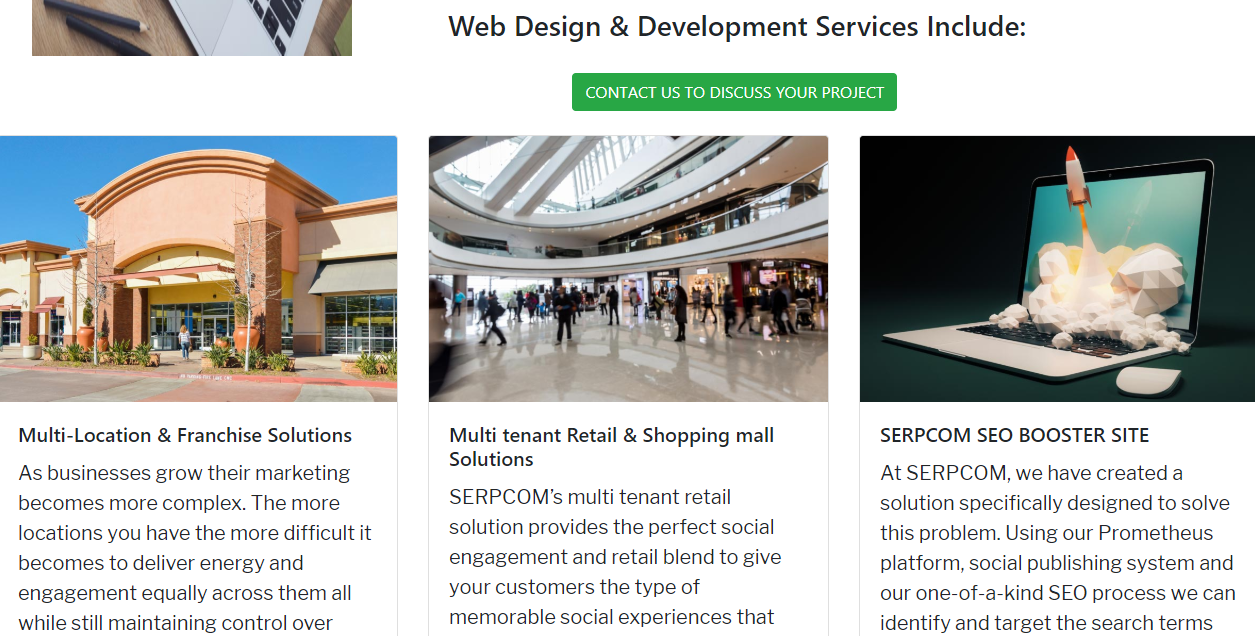 Web Design & Development Services Include:
CONTACT US TO DISCUSS YOUR PROJECT
Multi-Location & Franchise Solutions
As businesses grow their marketing
becomes more complex. The more
locations you have the more difficult it
becomes to deliver energy and
engagement equally across them all
while still maintaining control over
Multi tenant Retail & Shopping mall
Solutions
SERPCOM’s multi tenant retail
solution provides the perfect social
engagement and retail blend to give
your customers the type of
memorable social experiences that
SERPCOM SEO BOOSTER SITE
At SERPCOM, we have created a
solution specifically designed to solve
this problem. Using our Prometheus
platform, social publishing system and
our one-of-a-kind SEO process we can
identify and target the search terms